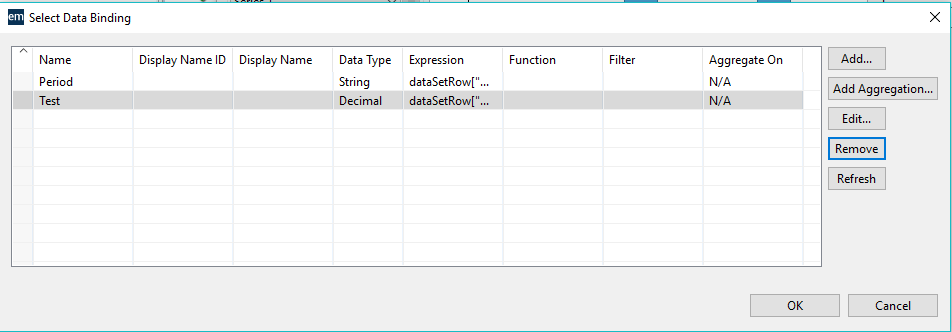 em Select Data Binding
Name Display Name ID Display Name Data Type Expression Function Filter Aggregate On
Period String dataSetRow["... N/A
Test Decimal dataSetRow["... N/A
Add...
Add Aggregation...
Edit...
Remove
Refresh
OK Cancel